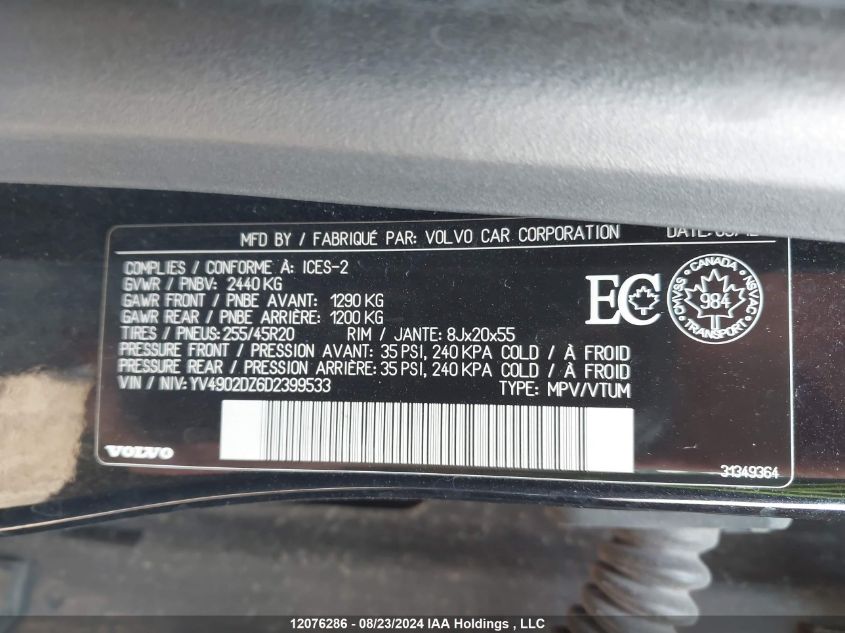 MFD BY / FABRIQUÉ PAR: VOLVO CAR CORPORATION
COMPLIES / CONFORME À: ICES-2
GVWR / PNBV: 2440 KG
GAWR FRONT / PNBE AVANT: 1290 KG
GAWR REAR / PNBE ARRIÈRE: 1200 KG
TIRES / PNEUS: 255/45R20 RIM / JANTE: 8Jx20x55
PRESSURE FRONT / PRESSION AVANT: 35 PSI, 240 KPA COLD / À FROID
PRESSURE REAR / PRESSION ARRIÈRE: 35 PSI, 240 KPA COLD / À FROID
VIN / NIV: YV4902DZ6D2399533 TYPE: MPV/VTUM
EC
CANADA
CMVSS 984 NSVAC
TRANSPORT
VOLVO
31349364
12076286 - 08/23/2024 IAA Holdings , LLC